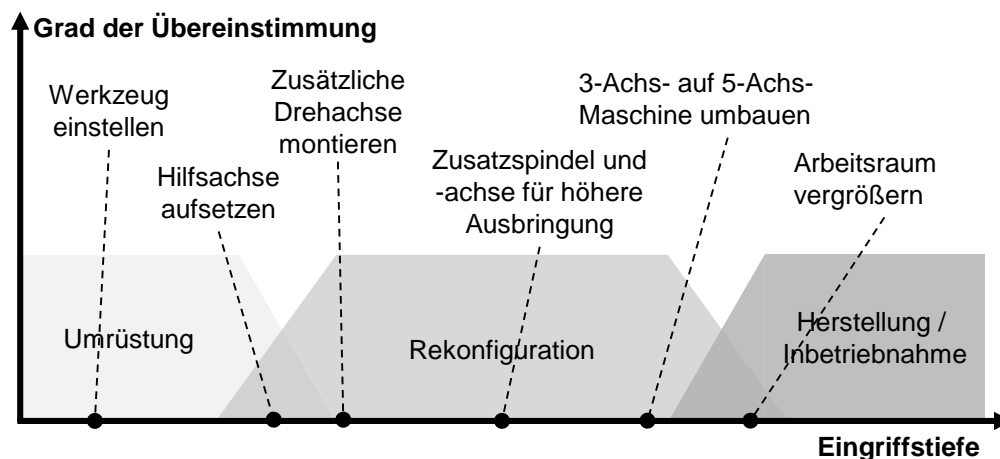 Grad der Übereinstimmung
Werkzeug
einstellen
Hilfsachse
aufsetzen
Zusätzliche
Drehachse
montieren
Zusatzspindel und
-achse für höhere
Ausbringung
3-Achs- auf 5-Achs-
Maschine umbauen
Arbeitsraum
vergrößern
Umrüstung
Rekonfiguration
Herstellung /
Inbetriebnahme
Eingriffstiefe